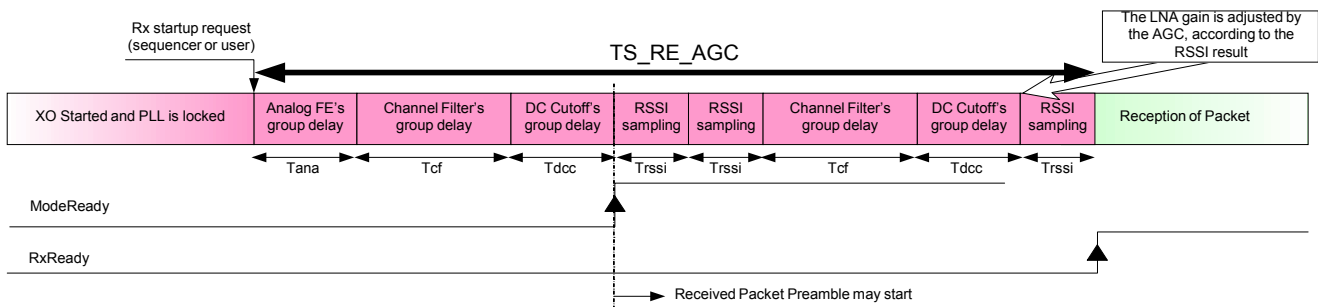 Rx startup request
(sequencer or user)
TS_RE_AGC
The LNA gain is adjusted by
the AGC, according to the
RSSI result
XO Started and PLL is locked
Analog FE's
group delay
Channel Filter's
group delay
DC Cutoff's
group delay
RSSI
sampling
RSSI
sampling
Channel Filter's
group delay
DC Cutoff's
group delay
RSSI
sampling
Reception of Packet
Tana
Tcf
Tdcc
Trssi
Trssi
Tcf
Tdcc
Trssi
ModeReady
RxReady
Received Packet Preamble may start